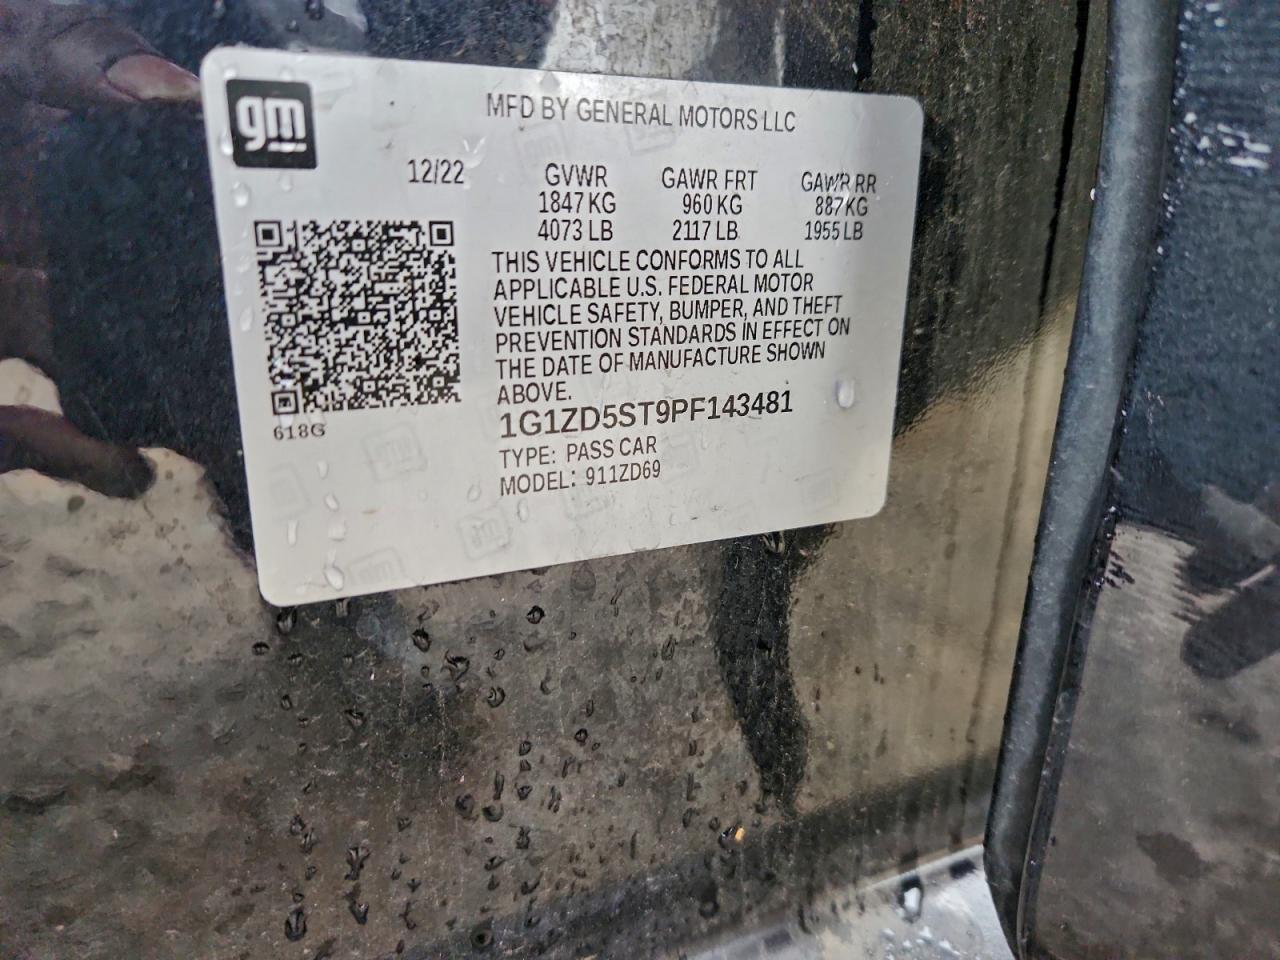 gm
MFD BY GENERAL MOTORS LLC
12/22
GVWR GAWR FRT GAWR RR
1847 KG 960 KG 887 KG
4073 LB 2117 LB 1955 LB
THIS VEHICLE CONFORMS TO ALL
APPLICABLE U.S. FEDERAL MOTOR
VEHICLE SAFETY, BUMPER, AND THEFT
PREVENTION STANDARDS IN EFFECT ON
THE DATE OF MANUFACTURE SHOWN
ABOVE.
618G
1G1ZD5ST9PF143481
TYPE: PASS CAR
MODEL: 911ZD69